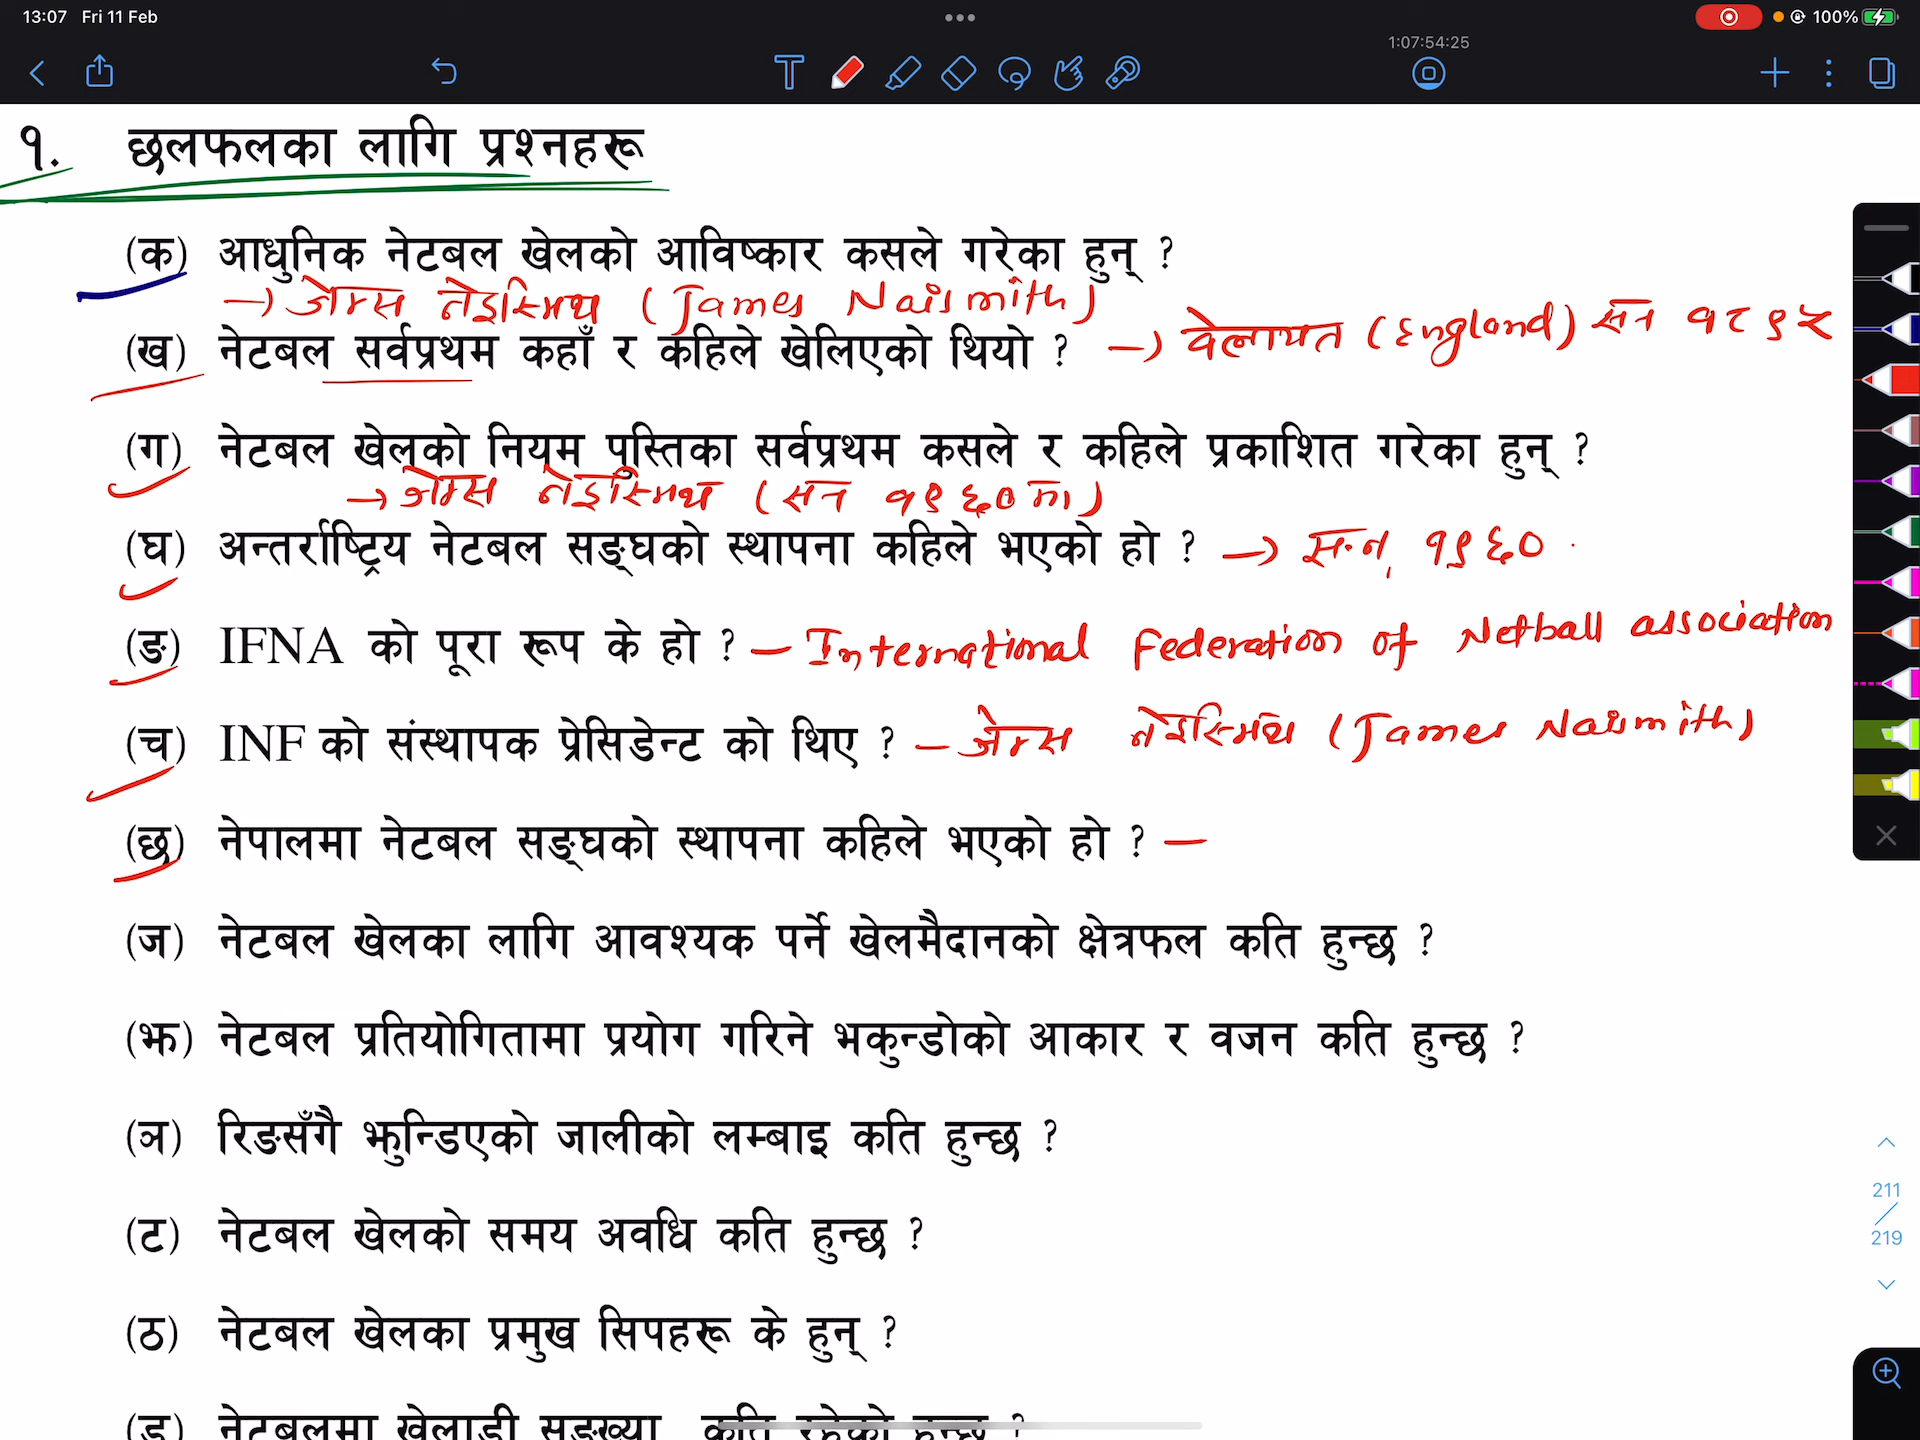 13:07 Fri 11 Feb
100%
1:07:54:25
१. छलफलका लागि प्रश्नहरू
(क) आधुनिक नेटबल खेलको आविष्कार कसले गरेका हुन् ?
→ जेम्स नेइस्मिथ (James Naismith)
(ख) नेटबल सर्वप्रथम कहाँ र कहिले खेलिएको थियो ? → वेलायत (England) सन १८९५
(ग) नेटबल खेलको नियम पुस्तिका सर्वप्रथम कसले र कहिले प्रकाशित गरेका हुन् ?
→ जेम्स नेइस्मिथ (सन १९६०मा)
(घ) अन्तर्राष्ट्रिय नेटबल सङ्घको स्थापना कहिले भएको हो ? → सन् १९६०
(ङ) IFNA को पूरा रूप के हो ? – International Federation of Netball association
(च) INF को संस्थापक प्रेसिडेन्ट को थिए ? – जेम्स नेइस्मिथ (James Naismith)
(छ) नेपालमा नेटबल सङ्घको स्थापना कहिले भएको हो ? –
(ज) नेटबल खेलका लागि आवश्यक पर्ने खेलमैदानको क्षेत्रफल कति हुन्छ ?
(झ) नेटबल प्रतियोगितामा प्रयोग गरिने भकुन्डोको आकार र वजन कति हुन्छ ?
(ञ) रिङसँगै झुन्डिएको जालीको लम्बाइ कति हुन्छ ?
211
/
219
(ट) नेटबल खेलको समय अवधि कति हुन्छ ?
(ठ) नेटबल खेलका प्रमुख सिपहरू के हुन् ?
(ड) नेटबलमा खेलाडी सङ्ख्या कति रहेको हुन्छ ?